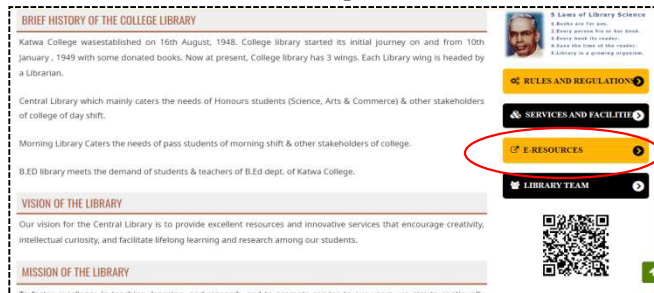 BRIEF HISTORY OF THE COLLEGE LIBRARY
Katwa College wasestablished on 16th August, 1948. College library started its initial journey on and from 10th
January , 1949 with some donated books. Now at present, College library has 3 wings. Each Library wing is headed by
a Librarian.
Central Library which mainly caters the needs of Honours students (Science, Arts & Commerce) & other stakeholders
of college of day shift.
Morning Library Caters the needs of pass students of morning shift & other stakeholders of college.
B.ED library meets the demand of students & teachers of B.Ed dept. of Katwa College.
VISION OF THE LIBRARY
Our vision for the Central Library is to provide excellent resources and innovative services that encourage creativity,
intellectual curiosity, and facilitate lifelong learning and research among our students.
MISSION OF THE LIBRARY
5 Laws of Library Science
1.Books are for use.
2.Every person his or her book.
3.Every book its reader.
4.Save the time of the reader.
5.Library is a growing organism.
RULES AND REGULATIONS
SERVICES AND FACILITIE
E-RESOURCES
LIBRARY TEAM